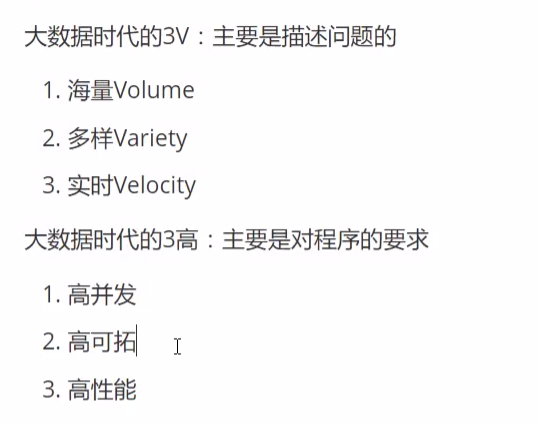 大数据时代的3V：主要是描述问题的
1. 海量Volume
2. 多样Variety
3. 实时Velocity
大数据时代的3高：主要是对程序的要求
1. 高并发
2. 高可拓
3. 高性能